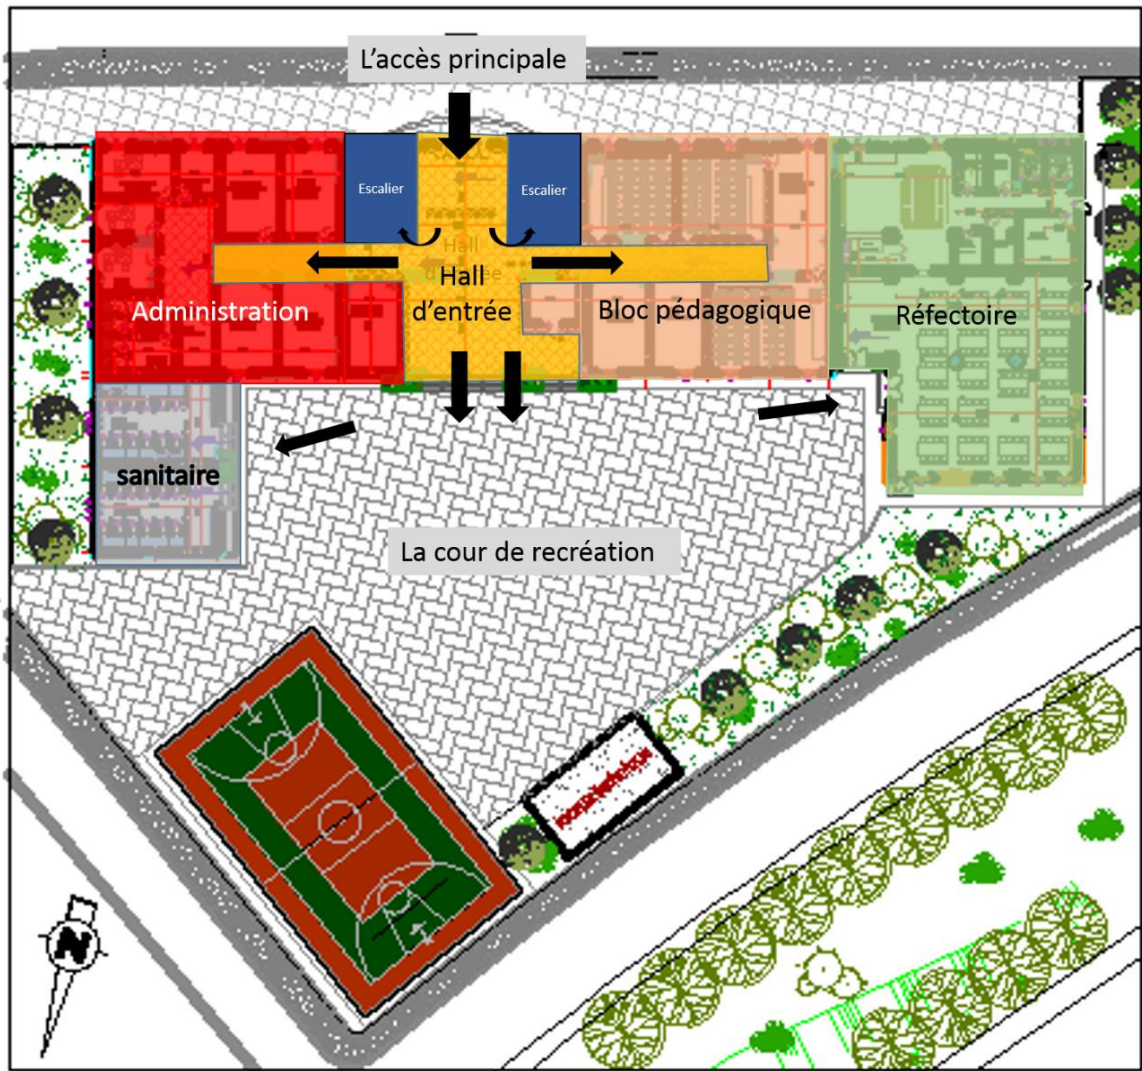 L'accès principale
Escalier
Escalier
Hall
d'entrée
Administration
Bloc pédagogique
Réfectoire
sanitaire
La cour de recréation
N